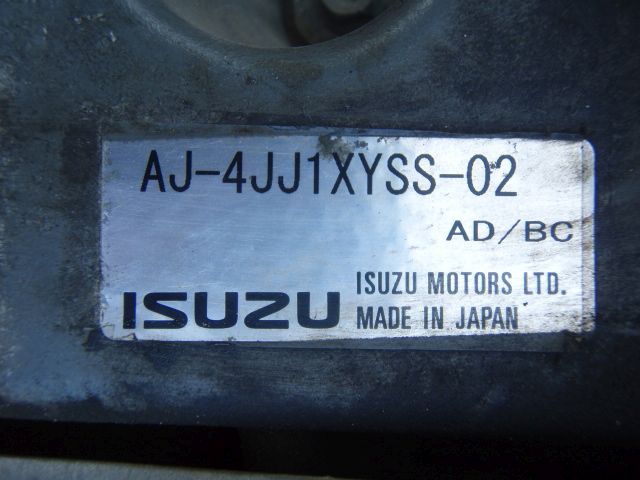 AJ-4JJ1XYSS-02
AD/BC
ISUZU
ISUZU MOTORS LTD.
MADE IN JAPAN